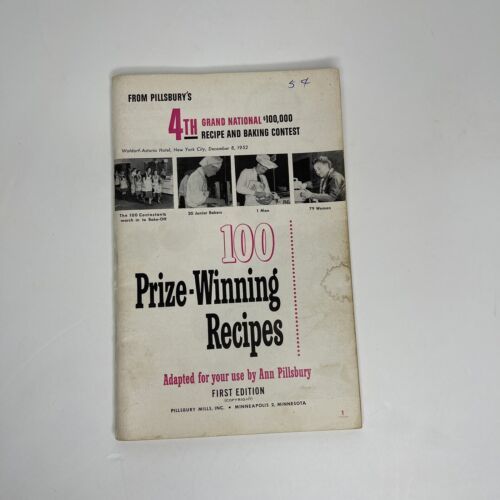 54
FROM PILLSBURY'S
4TH GRAND NATIONAL $100,000
RECIPE AND BAKING CONTEST
Waldorf-Astoria Hotel, New York City, December 8, 1952
The 100 Contestants
march in to Bake-Off
20 Junior Bakers
1 Man
79 Women
100
Prize-Winning
Recipes
Adapted for your use by Ann Pillsbury
FIRST EDITION
(COPYRIGHT)
PILLSBURY MILLS, INC. • MINNEAPOLIS 2, MINNESOTA
1